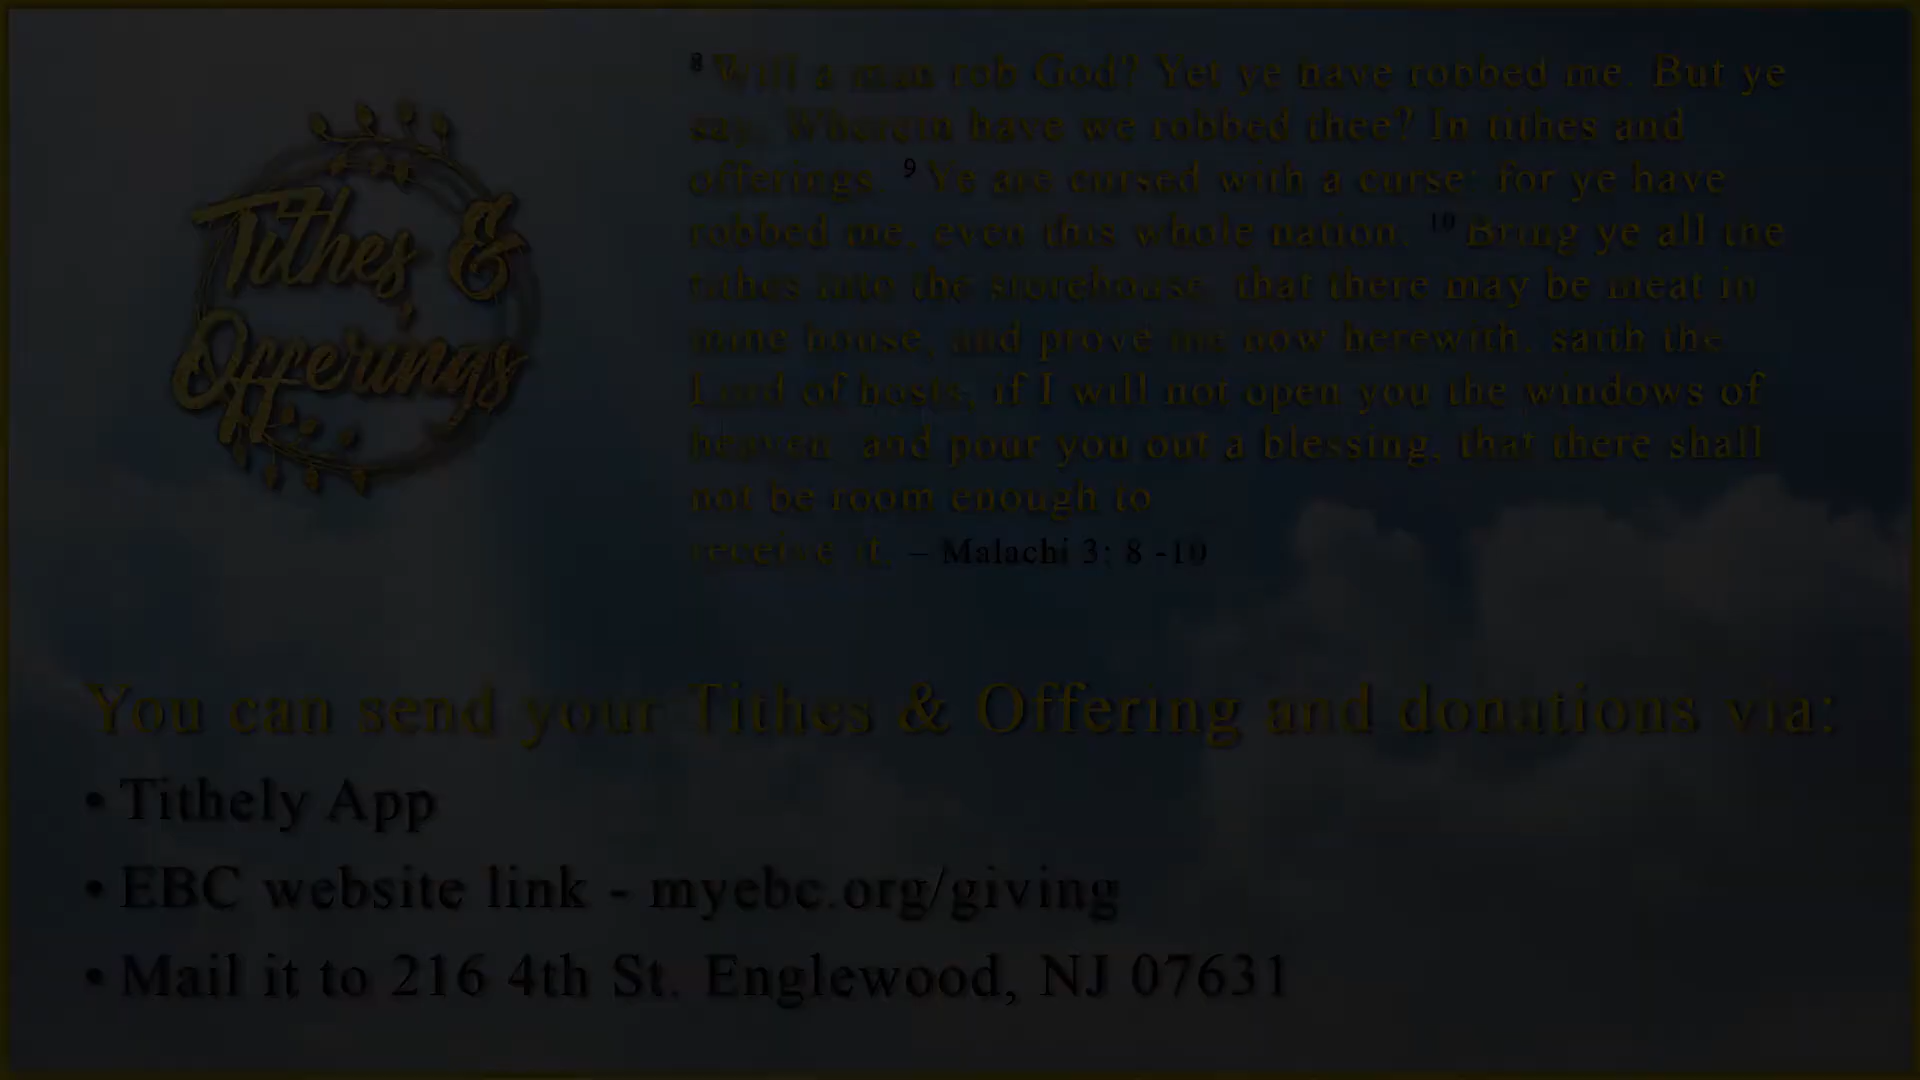 Tithes &
Offerings
8 Will a man rob God? Yet ye have robbed me. But ye
say, Wherein have we robbed thee? In tithes and
offerings. 9 Ye are cursed with a curse: for ye have
robbed me, even this whole nation. 10 Bring ye all the
tithes into the storehouse, that there may be meat in
mine house, and prove me now herewith, saith the
Lord of hosts, if I will not open you the windows of
heaven, and pour you out a blessing, that there shall
not be room enough to
receive it. – Malachi 3: 8 -10
You can send your Tithes & Offering and donations via:
• Tithely App
• EBC website link - myebc.org/giving
• Mail it to 216 4th St. Englewood, NJ 07631